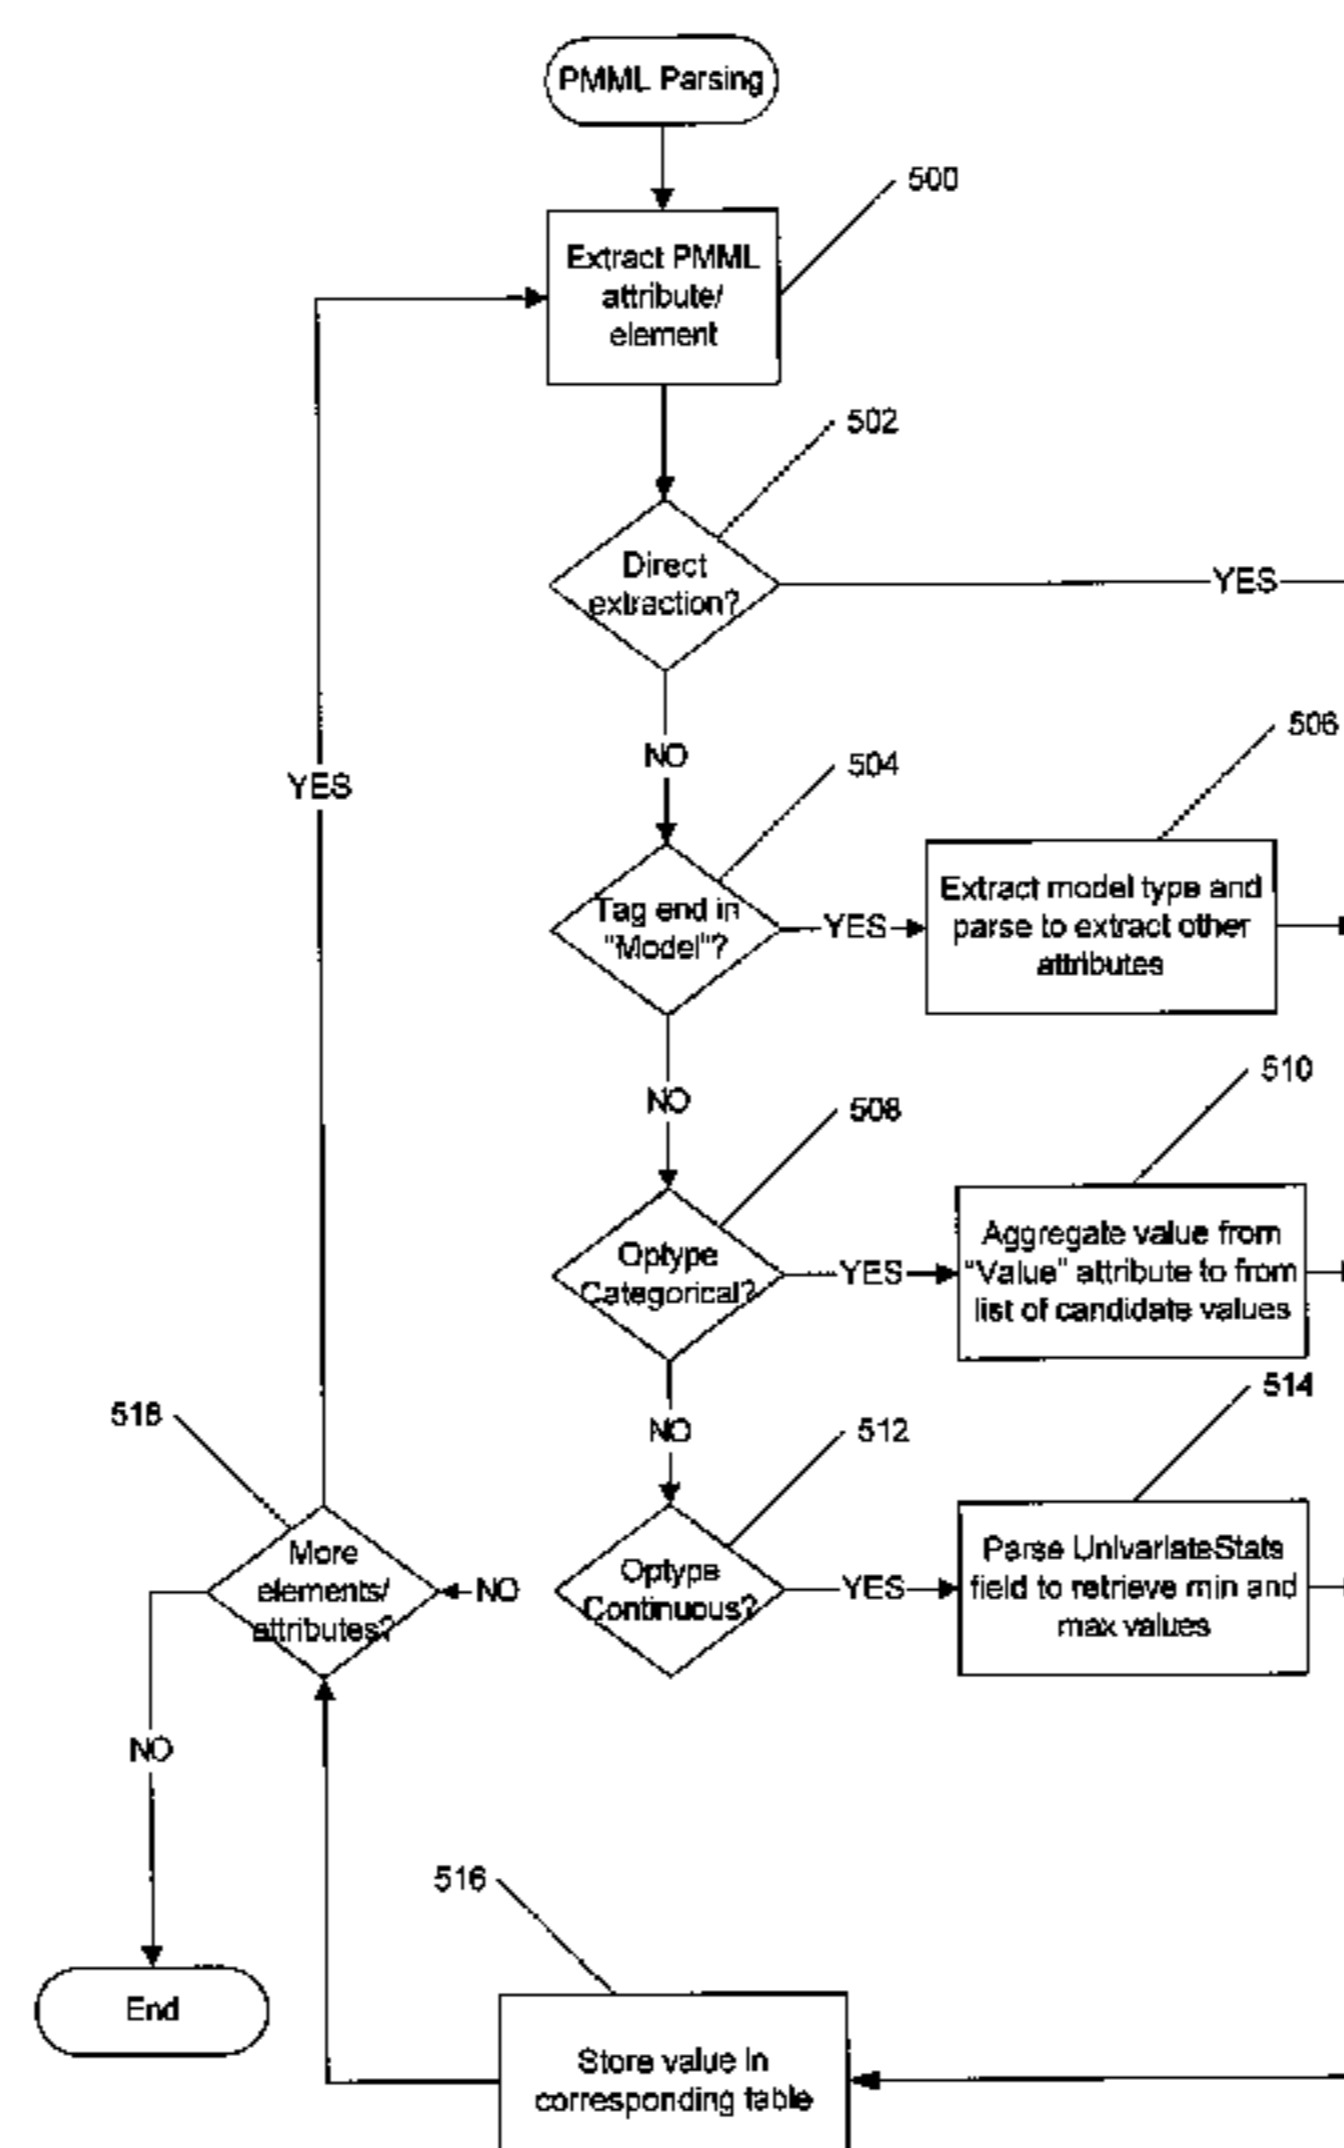 PMML Parsing
500
Extract PMML
attribute/
element
502
Direct
extraction?
YES
NO
506
504
YES
Tag end in
"Model"?
YES
Extract model type and
parse to extract other
attributes
NO
510
508
Optype
Categorical?
YES
Aggregate value from
"Value" attribute to from
list of candidate values
514
518
NO
512
More
elements/
attributes?
NO
Optype
Continuous?
YES
Parse UnivariateStats
field to retrieve min and
max values
NO
516
End
Store value in
corresponding table